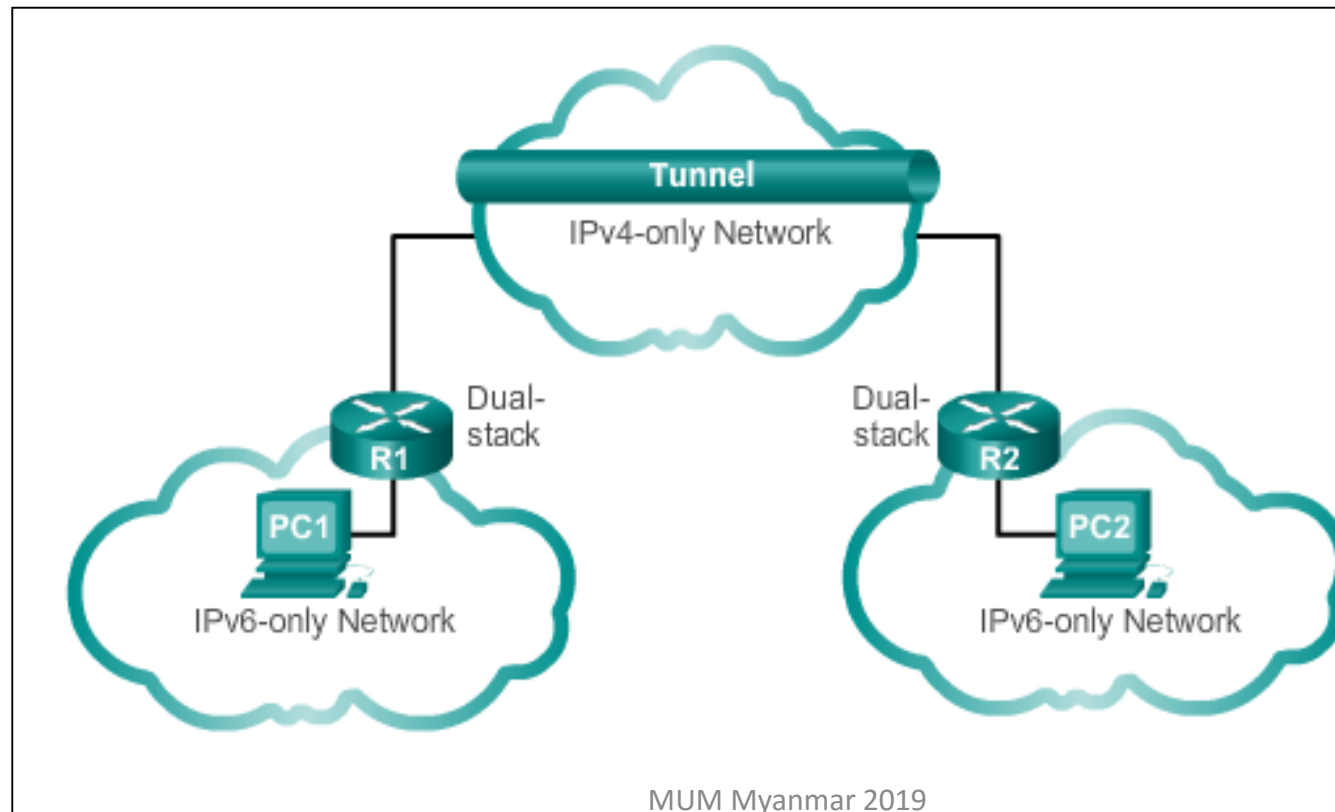 Tunnel
IPv4-only Network
Dual-
stack
R1
PC1
IPv6-only Network
Dual-
stack
R2
PC2
IPv6-only Network
MUM Myanmar 2019